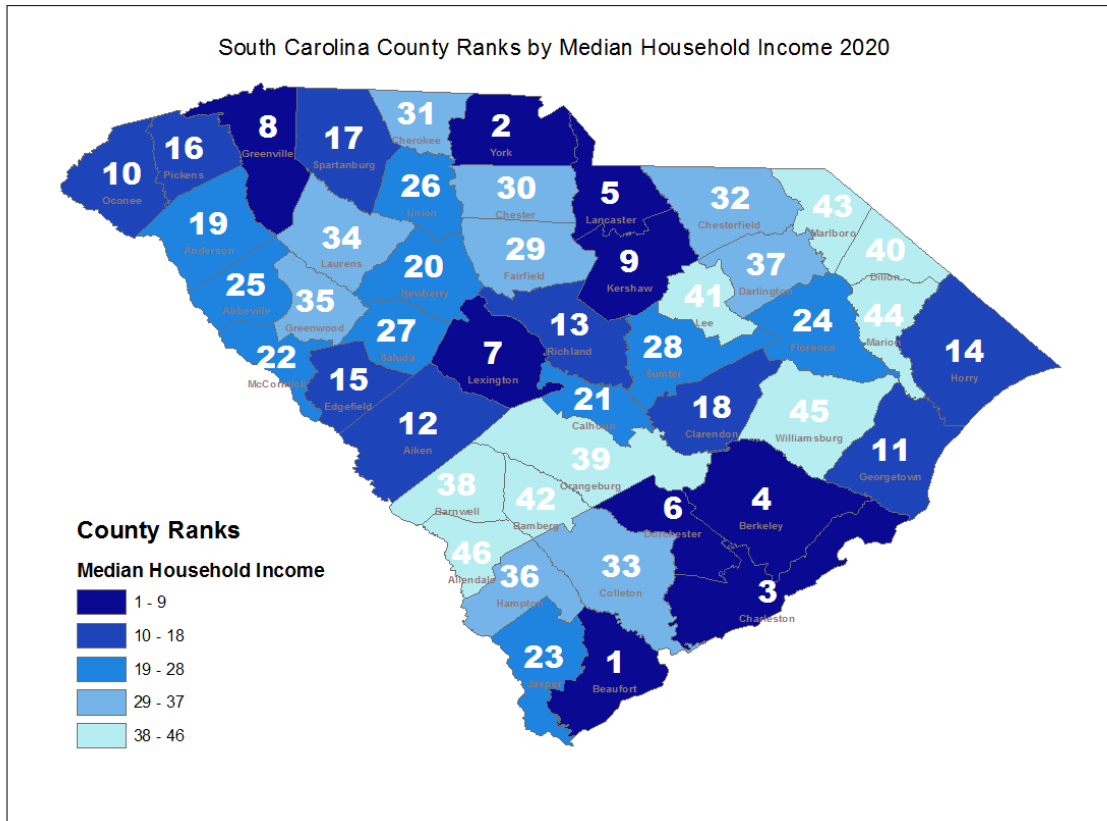 South Carolina County Ranks by Median Household Income 2020
31
Cherokee
2
York
8
Greenville
17
Spartanburg
16
Pickens
10
Oconee
26
Union
30
Chester
5
Lancaster
32
Chesterfield
43
Marlboro
19
Anderson
34
Laurens
20
Newberry
29
Fairfield
9
Kershaw
37
Darlington
40
Dillon
25
Abbeville
35
Greenwood
41
Lee
44
Marion
27
Saluda
7
Lexington
13
Richland
28
Sumter
24
Florence
14
Horry
22
McCormick
15
Edgefield
21
Calhoun
18
Clarendon
45
Williamsburg
12
Aiken
39
Orangeburg
11
Georgetown
38
Barnwell
42
Bamberg
6
Dorchester
4
Berkeley
46
Allendale
36
Hampton
33
Colleton
3
Charleston
23
Jasper
1
Beaufort
County Ranks
Median Household Income
1 - 9
10 - 18
19 - 28
29 - 37
38 - 46